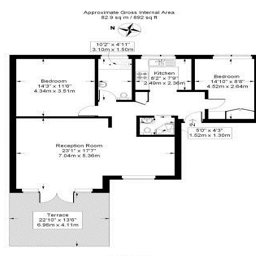 Approximate Gross Internal Area
82.9 sq m / 892 sq ft
10'2" x 4'11"
3.10m x 1.50m
Kitchen
8'2" x 7'9"
2.49m x 2.36m
Bedroom
14'3" x 11'6"
4.34m x 3.51m
Bedroom
14'10" x 8'8"
4.52m x 2.64m
IN
5'0" x 4'3"
1.52m x 1.30m
Reception Room
23'1" x 17'7"
7.04m x 5.36m
Terrace
22'10" x 13'6"
6.96m x 4.11m